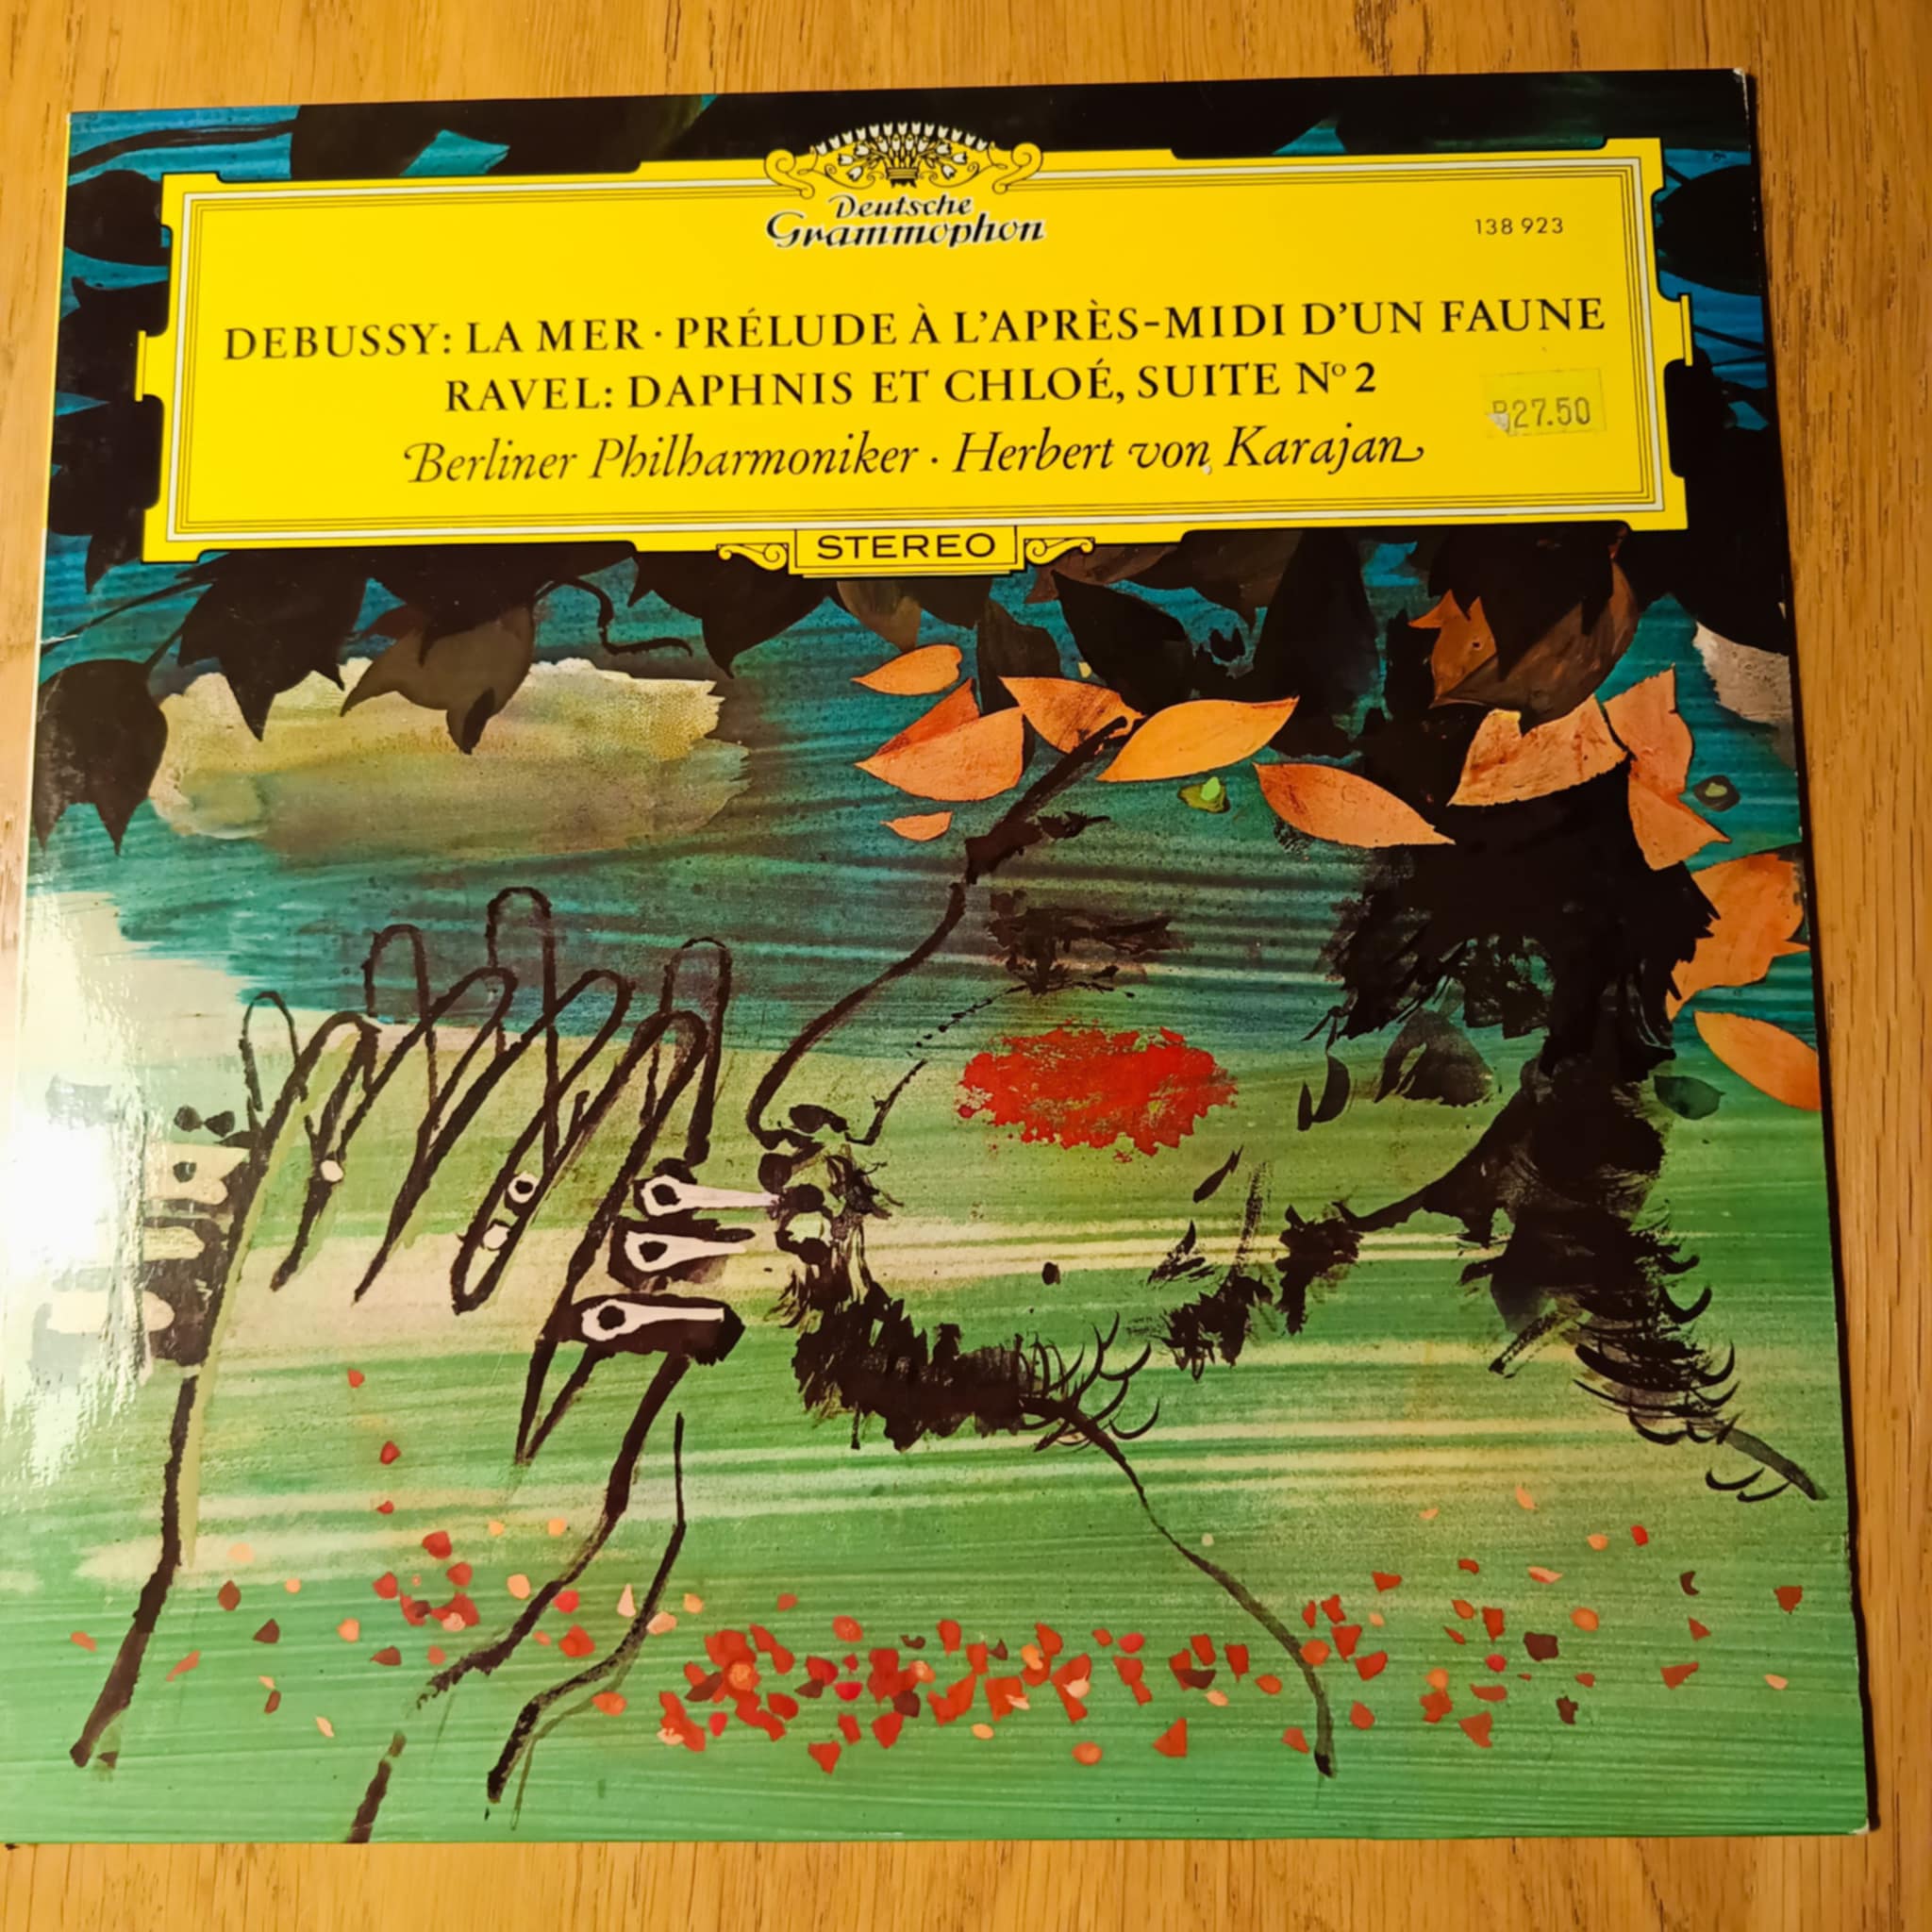 Deutsche
Grammophon
138 923
DEBUSSY: LA MER · PRÉLUDE À L'APRÈS-MIDI D'UN FAUNE
RAVEL: DAPHNIS ET CHLOÉ, SUITE Nº 2
R27.50
Berliner Philharmoniker · Herbert von Karajan
STEREO